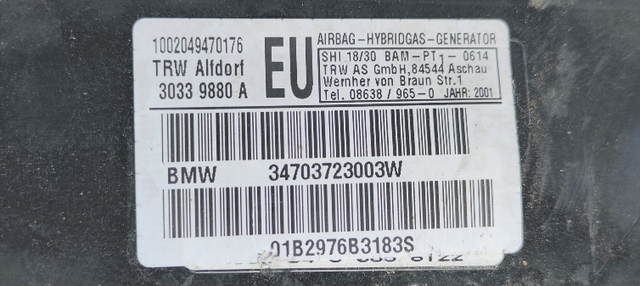 1002049470176
TRW Alfdorf
3033 9880 A
EU
AIRBAG-HYBRIDGAS-GENERATOR
SHI 18/30 BAM-PT1-0614
TRW AS GmbH,84544 Aschau
Wernher von Braun Str.1
Tel. 08638 / 965-0 JAHR: 2001
BMW 34703723003W
01B2976B3183S